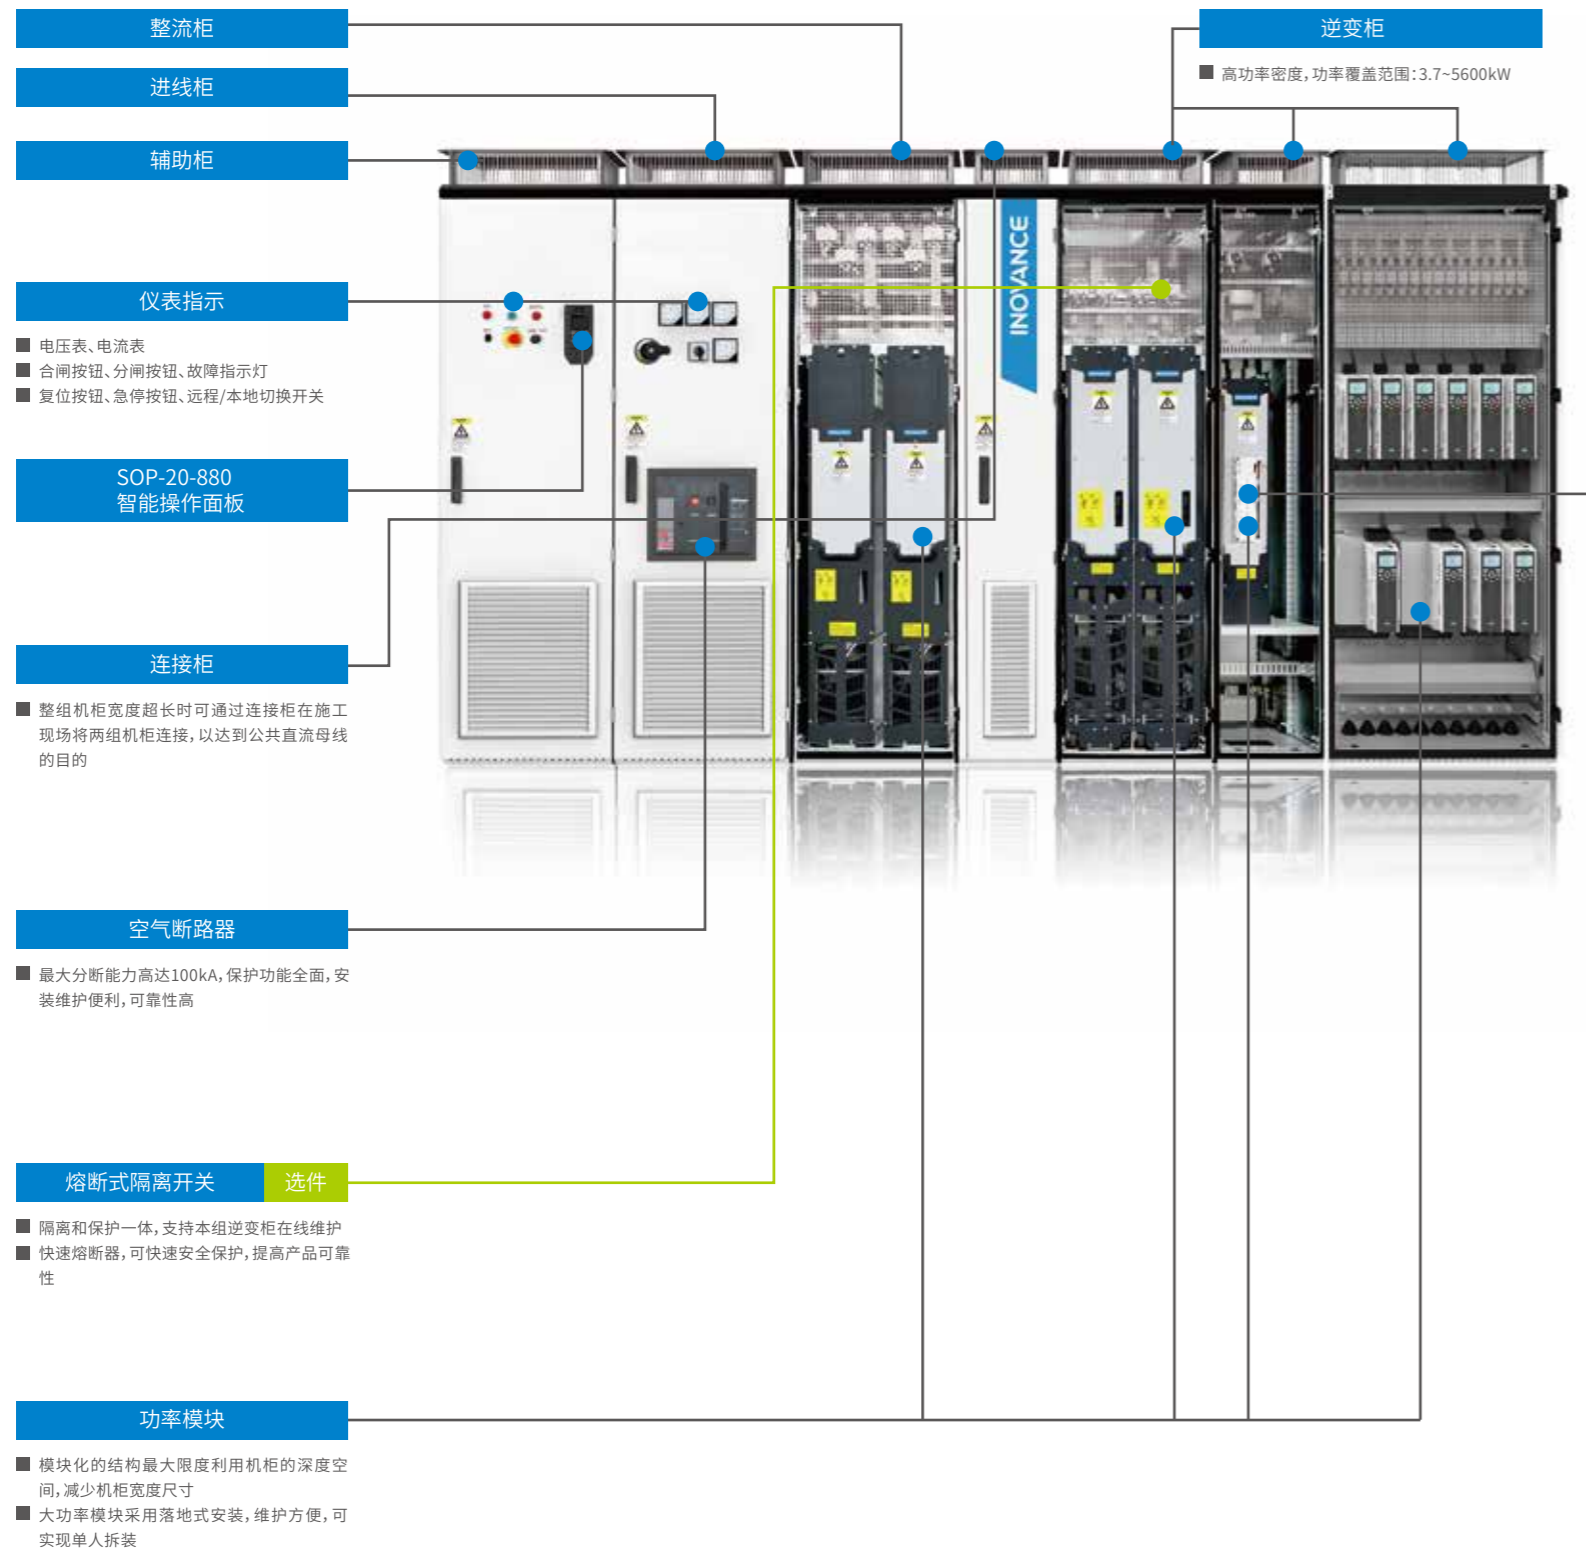 整流柜
进线柜
辅助柜
仪表指示
电压表、电流表
合闸按钮、分闸按钮、故障指示灯
复位按钮、急停按钮、远程/本地切换开关
SOP-20-880
智能操作面板
连接柜
整组机柜宽度超长时可通过连接柜在施工
现场将两组机柜连接，以达到公共直流母线
的目的
空气断路器
最大分断能力高达100kA，保护功能全面，安
装维护便利，可靠性高
熔断式隔离开关 选件
隔离和保护一体，支持本组逆变柜在线维护
快速熔断器，可快速安全保护，提高产品可靠
性
功率模块
模块化的结构最大限度利用机柜的深度空
间，减少机柜宽度尺寸
大功率模块采用落地式安装，维护方便，可
实现单人拆装
逆变柜
高功率密度，功率覆盖范围：3.7~5600kW
INOVANCE